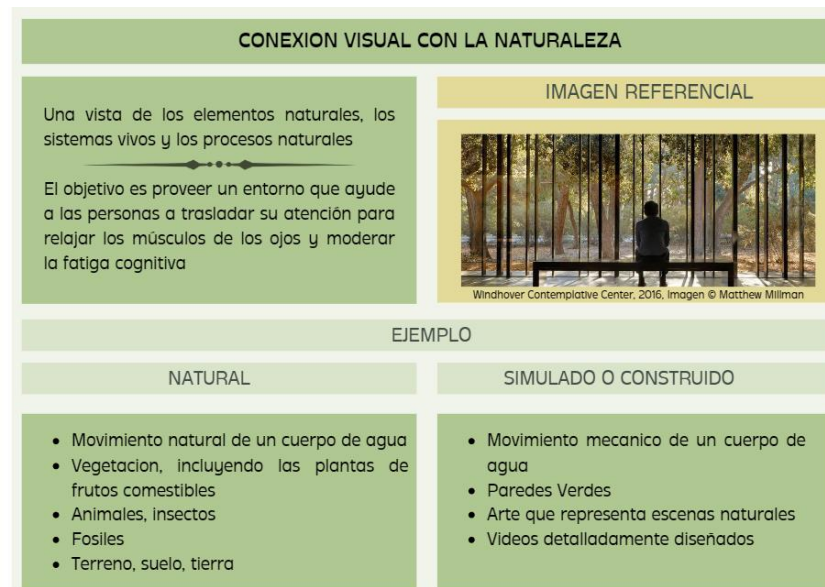 CONEXION VISUAL CON LA NATURALEZA
Una vista de los elementos naturales, los
sistemas vivos y los procesos naturales
El objetivo es proveer un entorno que ayude
a las personas a trasladar su atención para
relajar los músculos de los ojos y moderar
la fatiga cognitiva
IMAGEN REFERENCIAL
Windhover Contemplative Center, 2016, Imagen © Matthew Millman
EJEMPLO
NATURAL
• Movimiento natural de un cuerpo de agua
• Vegetacion, incluyendo las plantas de
frutos comestibles
• Animales, insectos
• Fosiles
• Terreno, suelo, tierra
SIMULADO O CONSTRUIDO
• Movimiento mecanico de un cuerpo de
agua
• Paredes Verdes
• Arte que representa escenas naturales
• Videos detalladamente diseñados